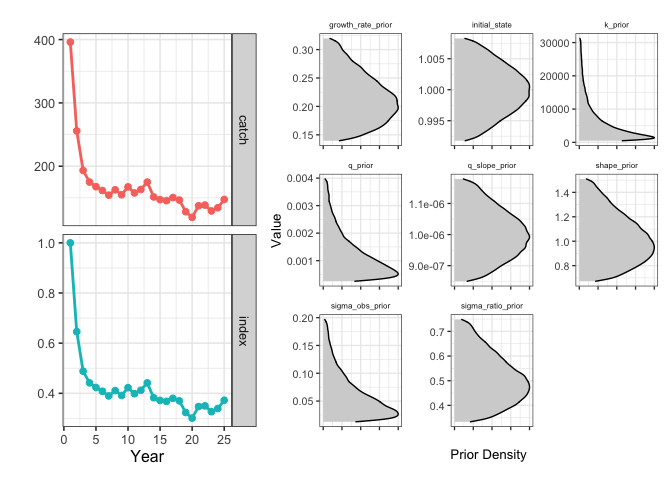 400
300
200
catch
1.0
0.8
0.6
0.4
index
0 5 10 15 20 25
Year
Value
growth_rate_prior
0.30
0.25
0.20
0.15
initial_state
1.005
1.000
0.995
k_prior
30000
20000
10000
0
q_prior
0.004
0.003
0.002
0.001
q_slope_prior
1.1e-06
1.0e-06
9.0e-07
shape_prior
1.4
1.2
1.0
0.8
sigma_obs_prior
0.20
0.15
0.10
0.05
sigma_ratio_prior
0.7
0.6
0.5
0.4
Prior Density